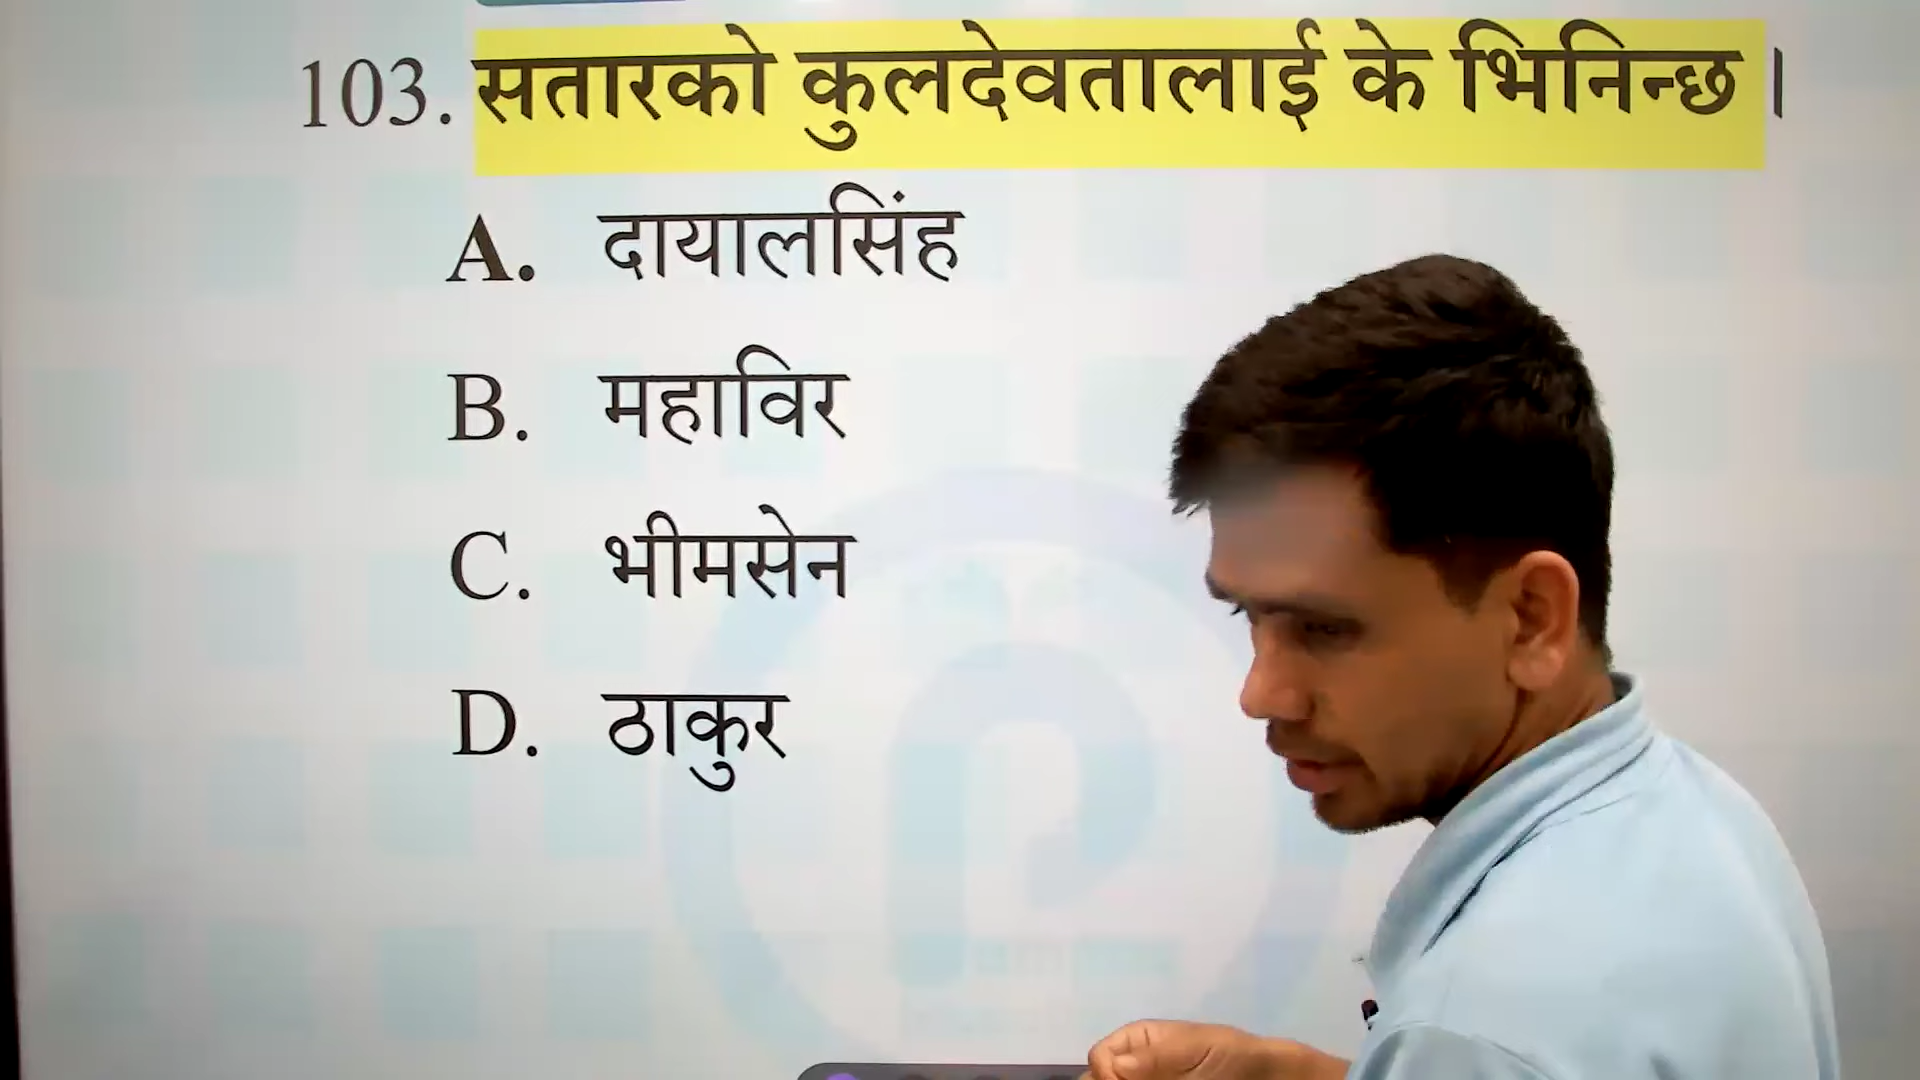 103. सतारको कुलदेवतालाई के भिनिन्छ ।
A. दायालसिंह
B. महाविर
C. भीमसेन
D. ठाकुर